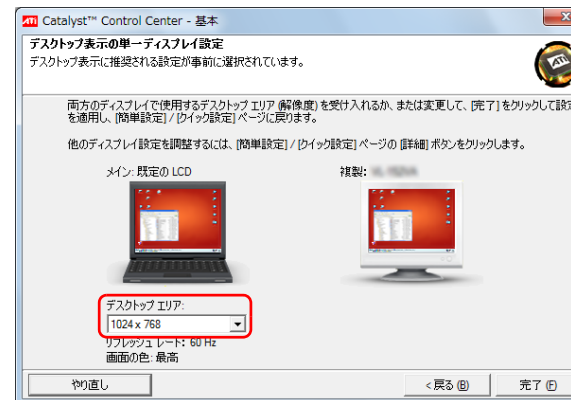 ATI Catalyst™ Control Center - 基本
デスクトップ表示の単一ディスプレイ設定
デスクトップ表示に推奨される設定が事前に選択されています。
ATI
両方のディスプレイで使用するデスクトップ エリア (解像度) を受け入れるか、または変更して、[完了] をクリックして設
を適用し、[簡単設定] / [クイック設定] ページに戻ります。
他のディスプレイ設定を調整するには、[簡単設定] / [クイック設定] ページの [詳細] ボタンをクリックします。
メイン: 既定の LCD
複製:
デスクトップ エリア:
1024 x 768
リフレッシュ レート: 60 Hz
画面の色: 最高
やり直し
< 戻る (B)
完了 (F)